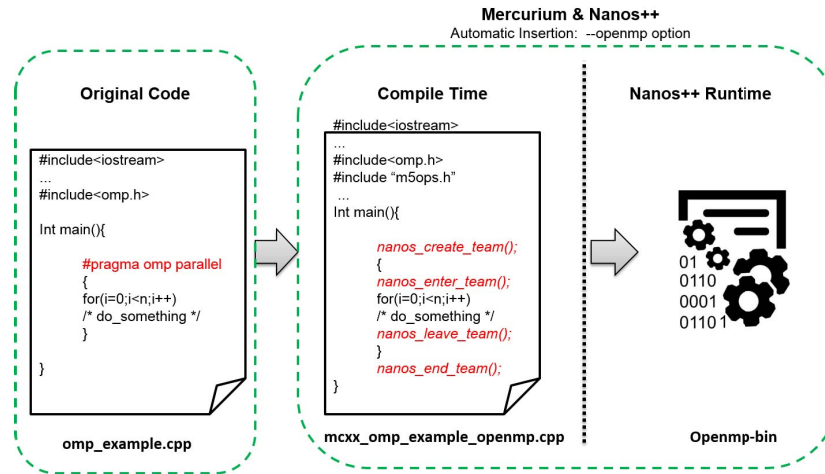 Mercurium & Nanos++
Automatic Insertion: --openmp option
Original Code
#include<iostream>
...
#include<omp.h>
Int main(){
#pragma omp parallel
{
for(i=0;i<n;i++)
/* do_something */
}
}
omp_example.cpp
Compile Time
#include<iostream>
...
#include<omp.h>
#include “m5ops.h”
...
Int main(){
nanos_create_team();
{
nanos_enter_team();
for(i=0;i<n;i++)
/* do_something */
nanos_leave_team();
}
nanos_end_team();
}
mcxx_omp_example_openmp.cpp
Nanos++ Runtime
01
0110
0001
0110 1
Openmp-bin